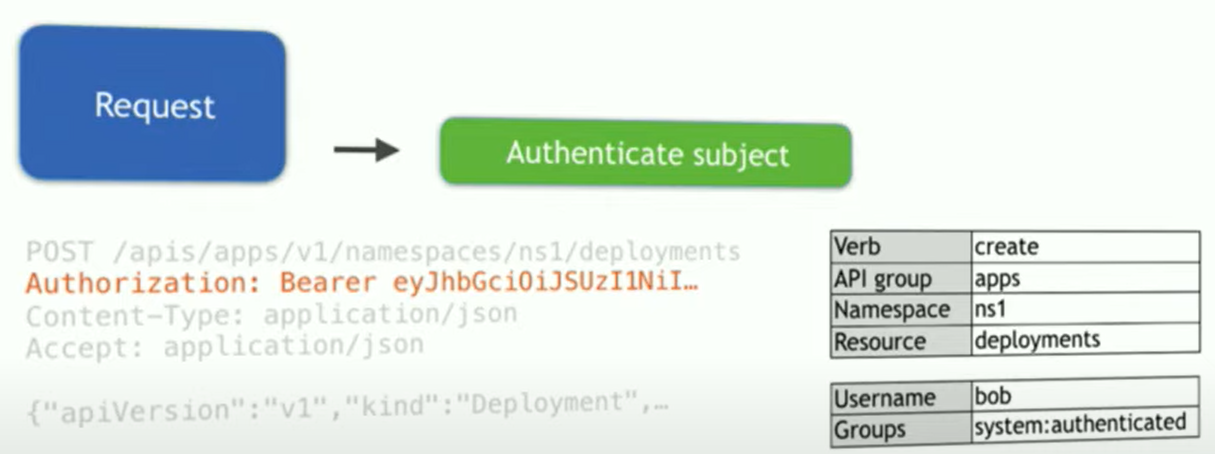 Request
Authenticate subject
POST /apis/apps/v1/namespaces/ns1/deployments
Authorization: Bearer eyJhbGciOiJSUzI1NiI…
Content-Type: application/json
Accept: application/json
{"apiVersion":"v1","kind":"Deployment",…
Verb create
API group apps
Namespace ns1
Resource deployments
Username bob
Groups system:authenticated